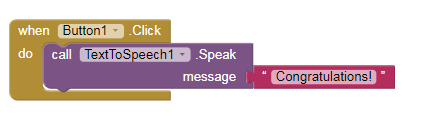 when Button1 .Click
do call TextToSpeech1 .Speak
message " Congratulations! "